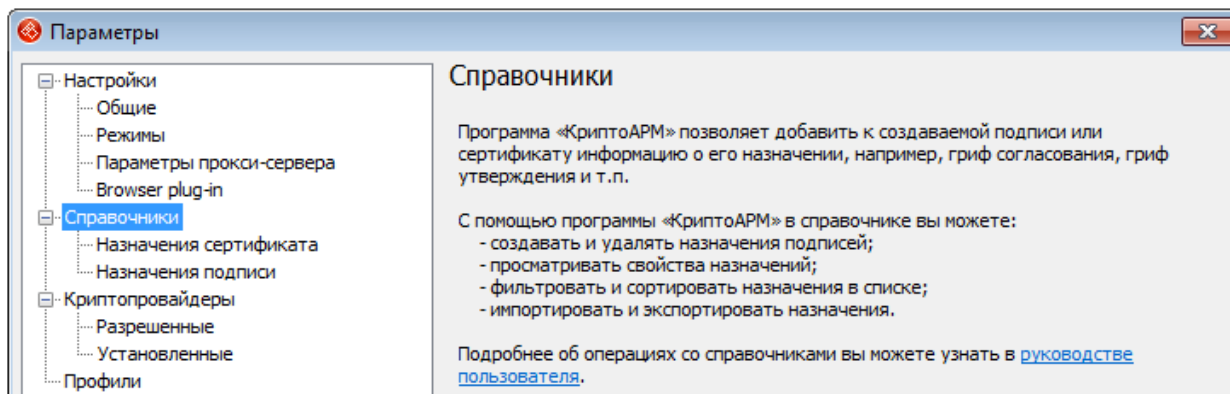 Параметры
Настройки
Общие
Режимы
Параметры прокси-сервера
Browser plug-in
Справочники
Назначения сертификата
Назначения подписи
Криптопровайдеры
Разрешенные
Установленные
Профили
Справочники
Программа «КриптоАРМ» позволяет добавить к создаваемой подписи или
сертификату информацию о его назначении, например, гриф согласования, гриф
утверждения и т.п.
С помощью программы «КриптоАРМ» в справочнике вы можете:
- создавать и удалять назначения подписей;
- просматривать свойства назначений;
- фильтровать и сортировать назначения в списке;
- импортировать и экспортировать назначения.
Подробнее об операциях со справочниками вы можете узнать в руководстве
пользователя.